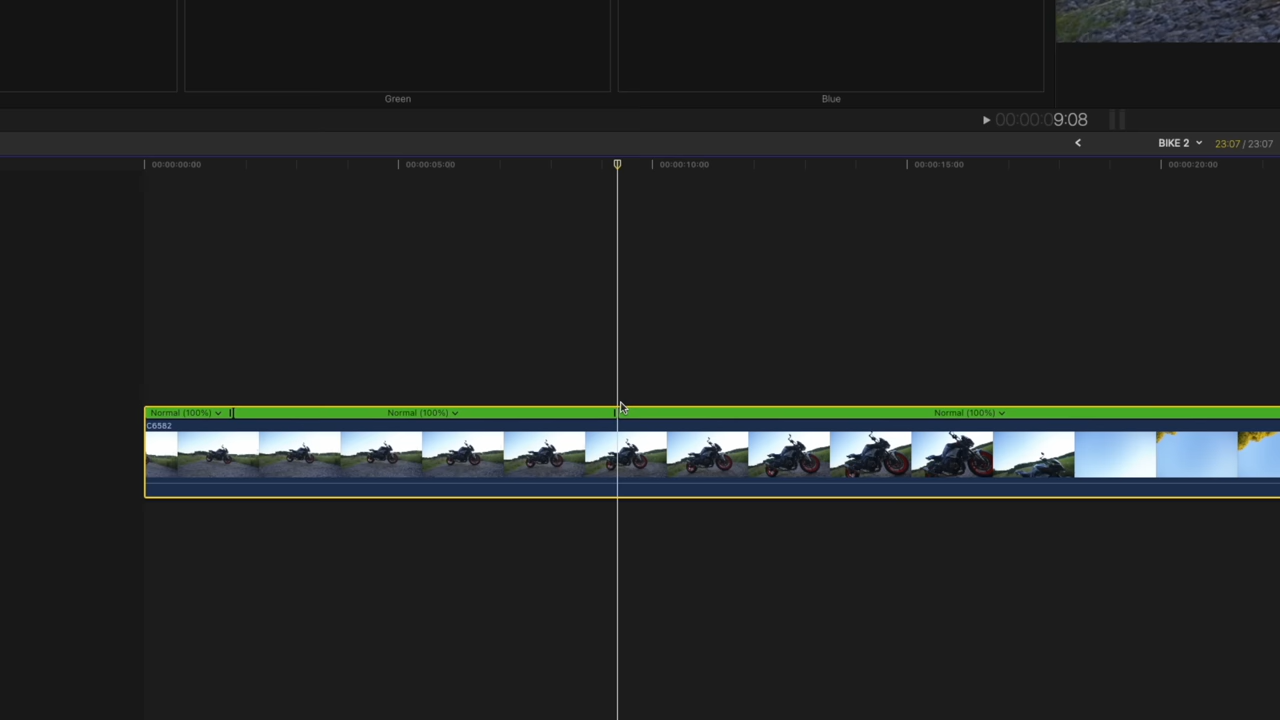 Green
Blue
00:00:09:08
BIKE 2
23:07 / 23:07
00:00:00:00
00:00:05:00
00:00:10:00
00:00:15:00
00:00:20:00
Normal (100%)
Normal (100%)
Normal (100%)
C6582